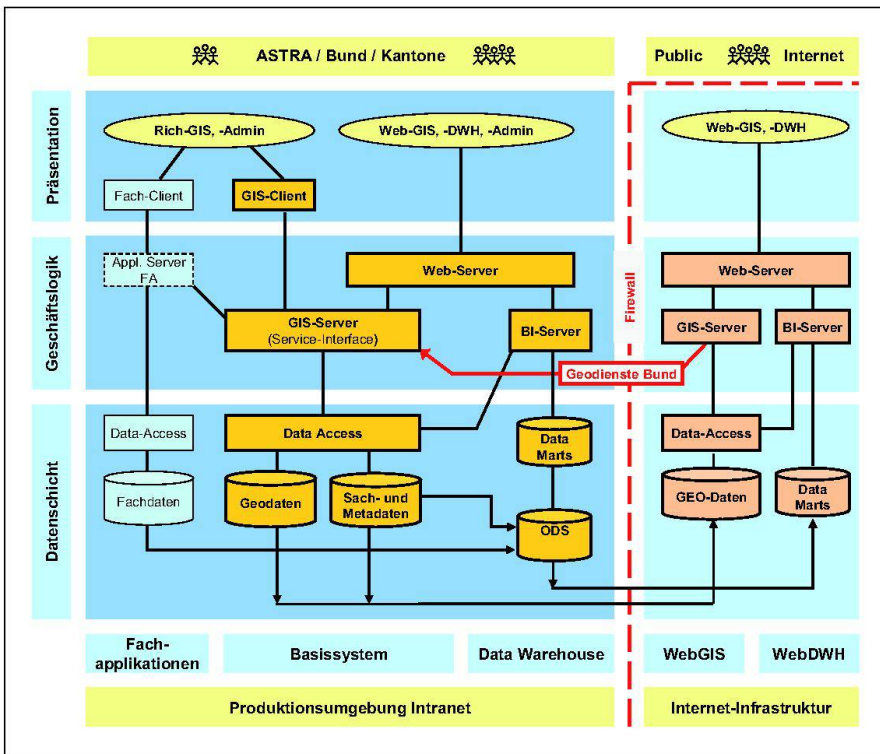 ASTRA / Bund / Kantone
Public
Internet
Präsentation
Rich-GIS, -Admin
Web-GIS, -DWH, -Admin
Web-GIS, -DWH
Fach-Client
GIS-Client
Geschäftslogik
Appl. Server
FA
Web-Server
Web-Server
GIS-Server
(Service-Interface)
BI-Server
Firewall
GIS-Server
BI-Server
Geodienste Bund
Datenschicht
Data-Access
Data Access
Data
Marts
Data-Access
Fachdaten
Geodaten
Sach- und
Metadaten
ODS
GEO-Daten
Data
Marts
Fach-
applikationen
Basissystem
Data Warehouse
WebGIS
WebDWH
Produktionsumgebung Intranet
Internet-Infrastruktur